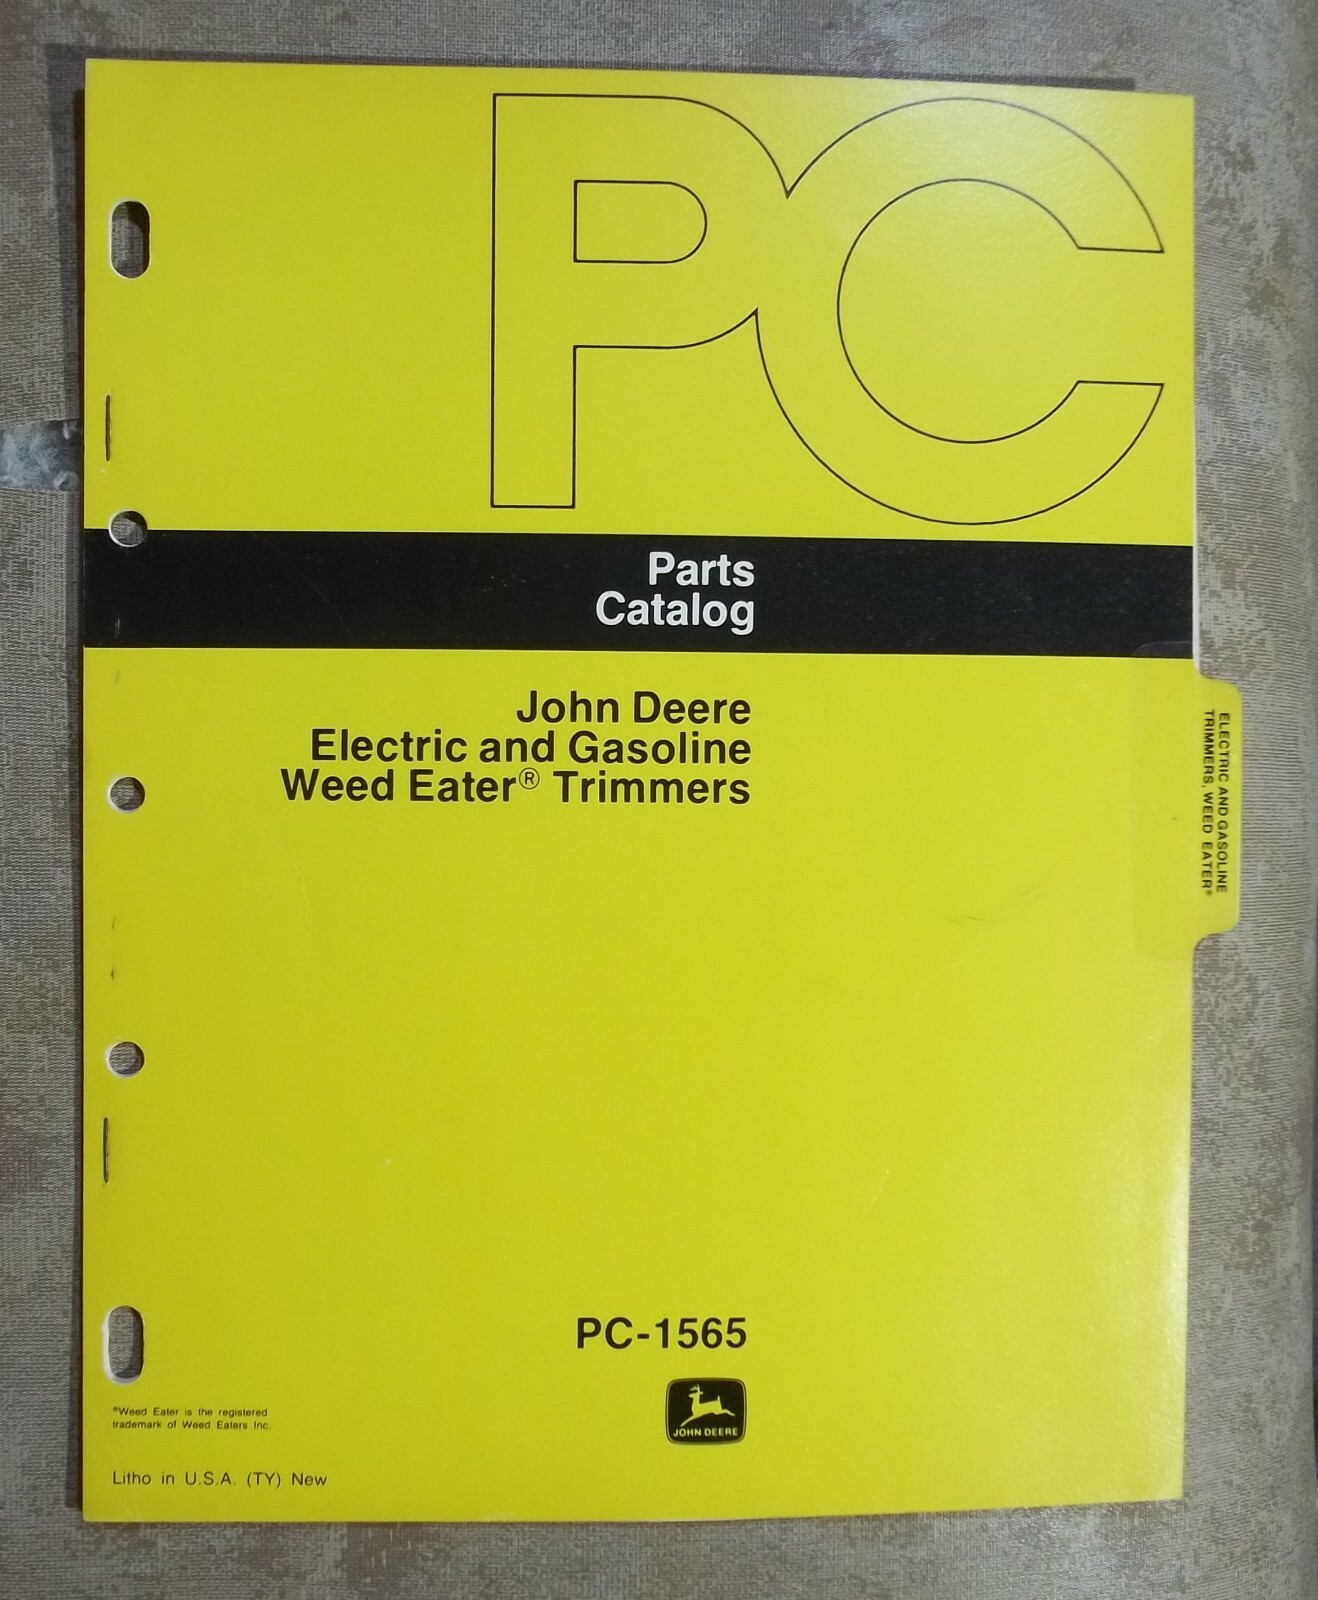 PC
Parts
Catalog
John Deere
Electric and Gasoline
Weed Eater® Trimmers
ELECTRIC AND GASOLINE
TRIMMERS, WEED EATER®
PC-1565
JOHN DEERE
®Weed Eater is the registered
trademark of Weed Eaters Inc.
Litho in U.S.A. (TY) New